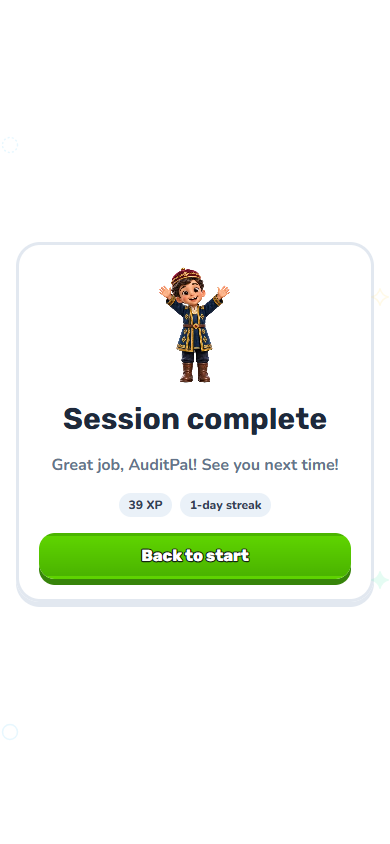 Session complete
Great job, AuditPal! See you next time!
39 XP
1-day streak
Back to start